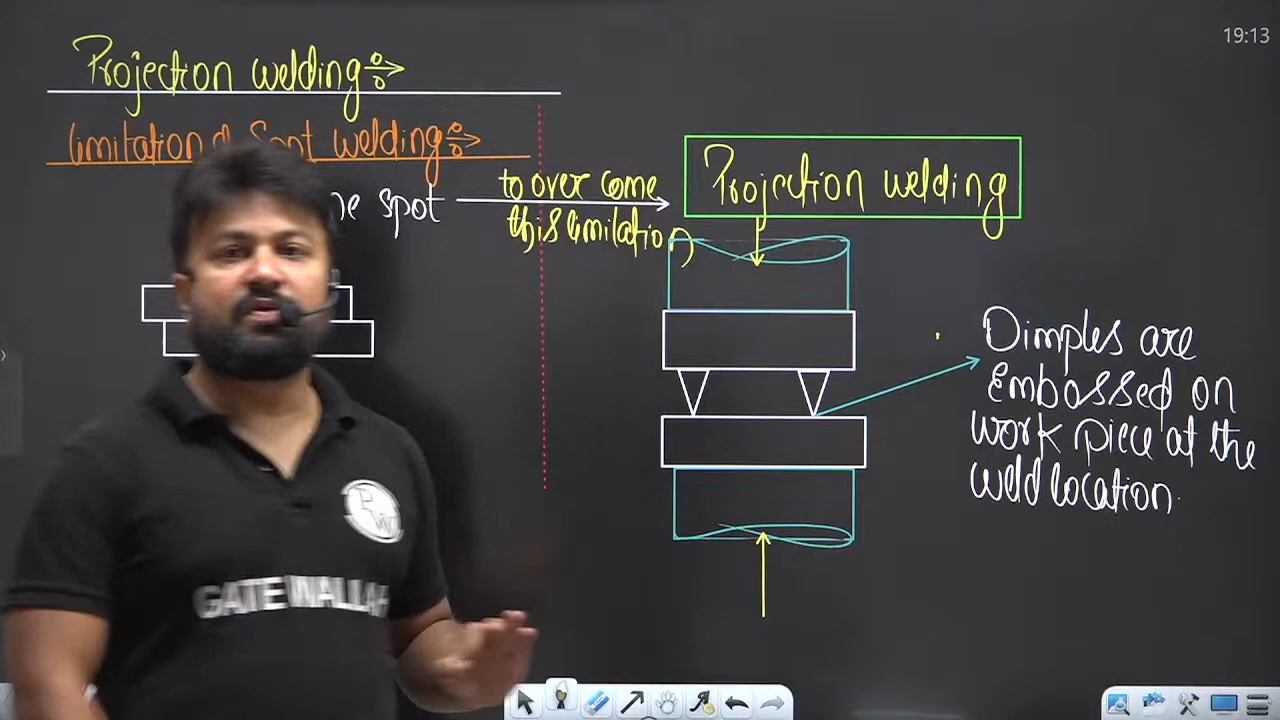 19:13
Projection welding÷→
limitation of Spot welding÷→
spot
to over come
this limitation
Projection welding
Dimples are
Embossed on
work piece at the
weld location.
PW
GATE WALLAH